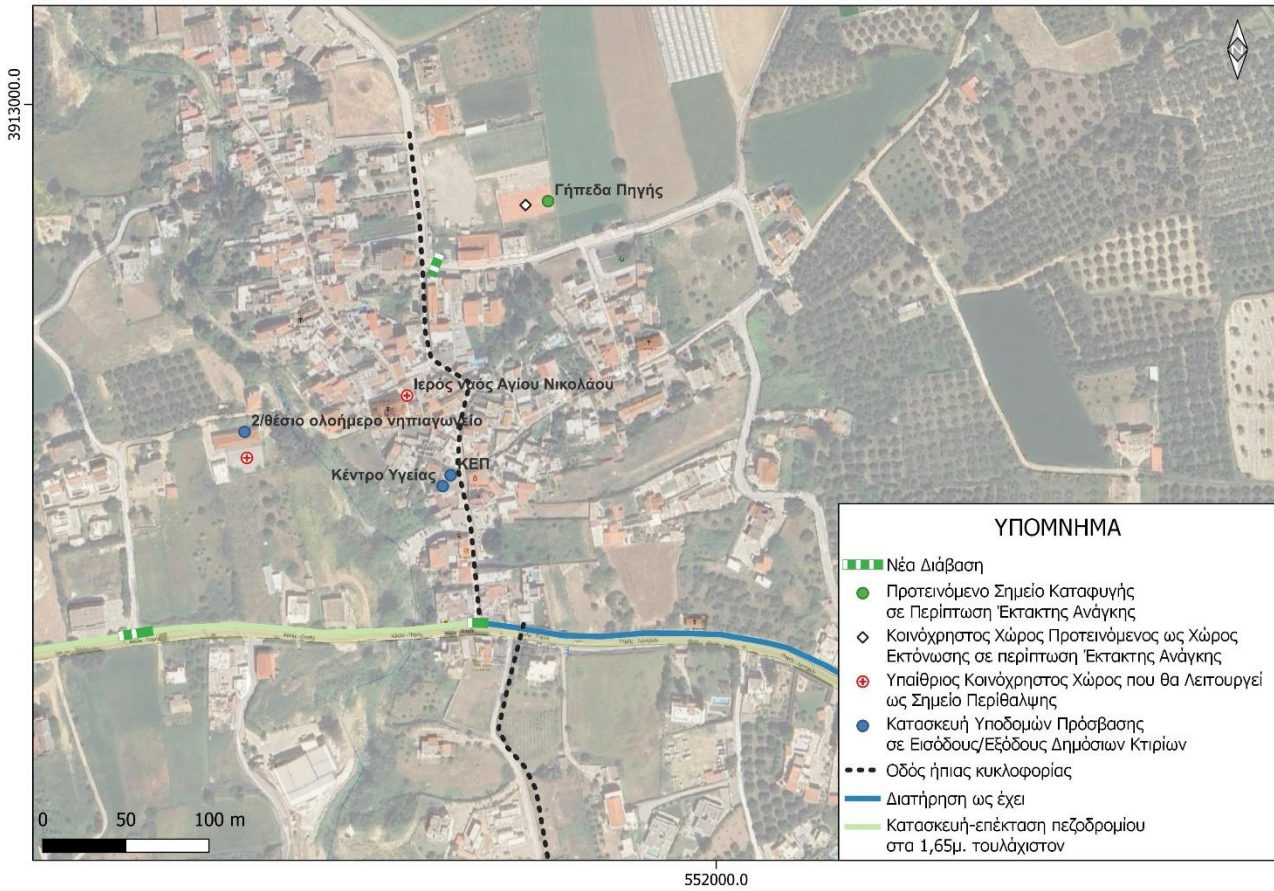 3913000.0
N
Γήπεδα Πηγής
Ιερός ναός Αγίου Νικολάου
2/θέσιο ολοήμερο νηπιαγωγείο
ΚΕΠ
Κέντρο Υγείας
ΥΠΟΜΝΗΜΑ
Νέα Διάβαση
Προτεινόμενο Σημείο Καταφυγής
σε Περίπτωση Έκτακτης Ανάγκης
Κοινόχρηστος Χώρος Προτεινόμενος ως Χώρος
Εκτόνωσης σε περίπτωση Έκτακτης Ανάγκης
Υπαίθριος Κοινόχρηστος Χώρος που θα Λειτουργεί
ως Σημείο Περίθαλψης
Κατασκευή Υποδομών Πρόσβασης
σε Εισόδους/Εξόδους Δημόσιων Κτιρίων
Οδός ήπιας κυκλοφορίας
Διατήρηση ως έχει
Κατασκευή-επέκταση πεζοδρομίου
στα 1,65μ. τουλάχιστον
0 50 100 m
552000.0